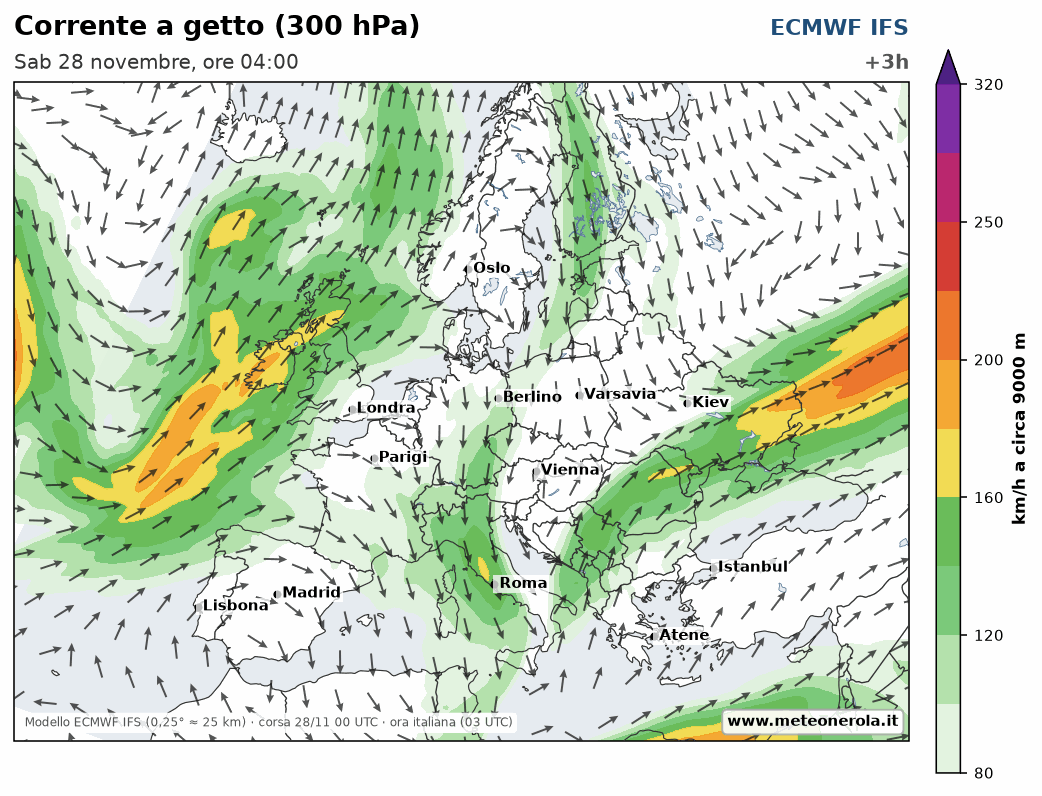 Corrente a getto (300 hPa)
ECMWF IFS
Sab 28 novembre, ore 04:00
+3h
320
250
200
160
120
80
km/h a circa 9000 m
Oslo
Berlino
Varsavia
Kiev
Londra
Parigi
Vienna
Roma
Istanbul
Madrid
Lisbona
Atene
Modello ECMWF IFS (0,25° ≈ 25 km) · corsa 28/11 00 UTC · ora italiana (03 UTC)
www.meteonerola.it